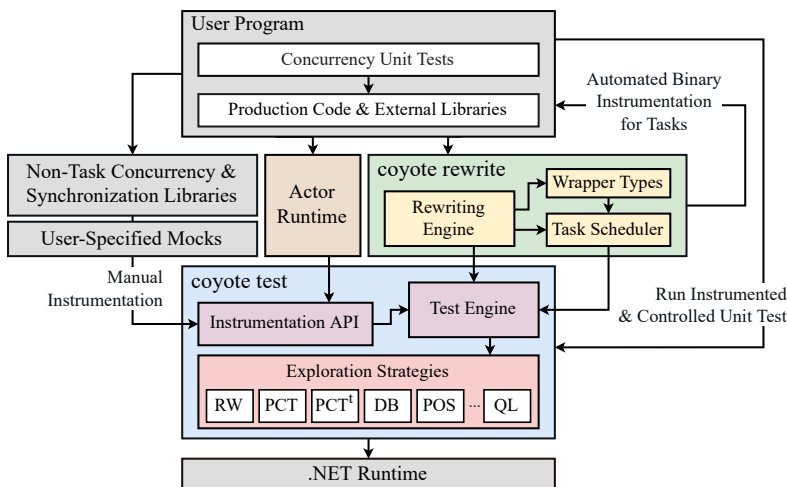 User Program
Concurrency Unit Tests
Production Code & External Libraries
Automated Binary
Instrumentation
for Tasks
Non-Task Concurrency &
Synchronization Libraries
User-Specified Mocks
Actor
Runtime
coyote rewrite
Rewriting
Engine
Wrapper Types
Task Scheduler
Manual
Instrumentation
coyote test
Instrumentation API
Test Engine
Run Instrumented
& Controlled Unit Test
Exploration Strategies
RW PCT PCTᵗ DB POS ... QL
.NET Runtime